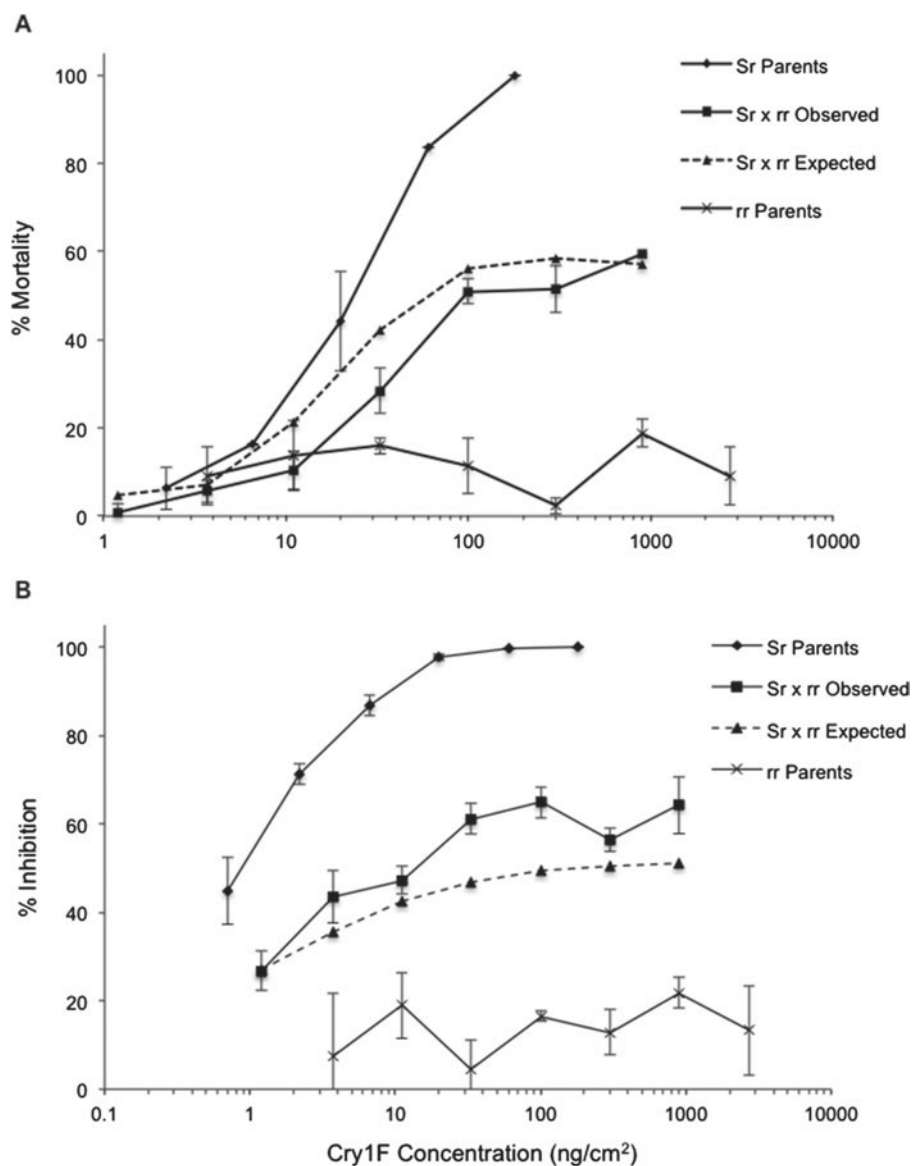 A
% Mortality
100
80
60
40
20
0
1
10
100
1000
10000
Sr Parents
Sr x rr Observed
Sr x rr Expected
rr Parents
B
% Inhibition
100
80
60
40
20
0
0.1
1
10
100
1000
10000
Sr Parents
Sr x rr Observed
Sr x rr Expected
rr Parents
Cry1F Concentration (ng/cm²)